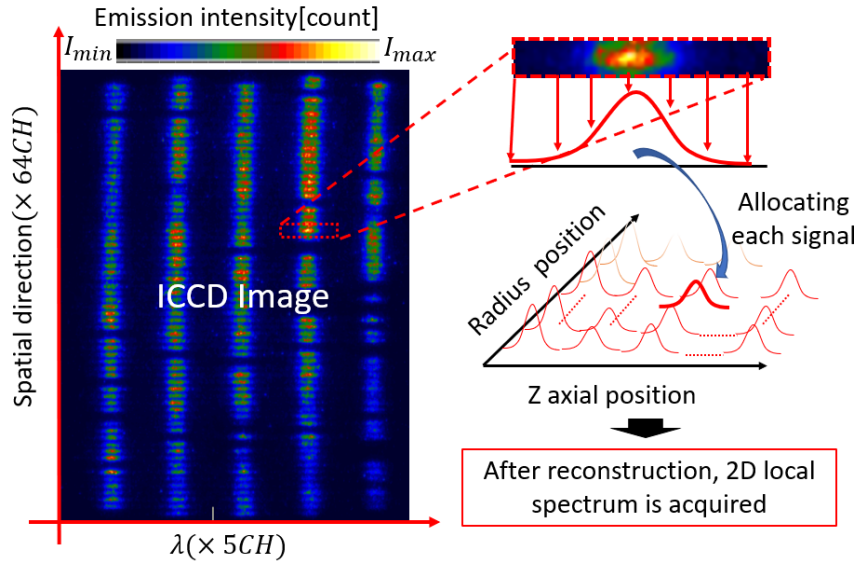 Emission intensity[count]
I_min I_max
Spatial direction(× 64CH)
ICCD Image
λ(× 5CH)
Allocating
each signal
Radius position
Z axial position
After reconstruction, 2D local
spectrum is acquired